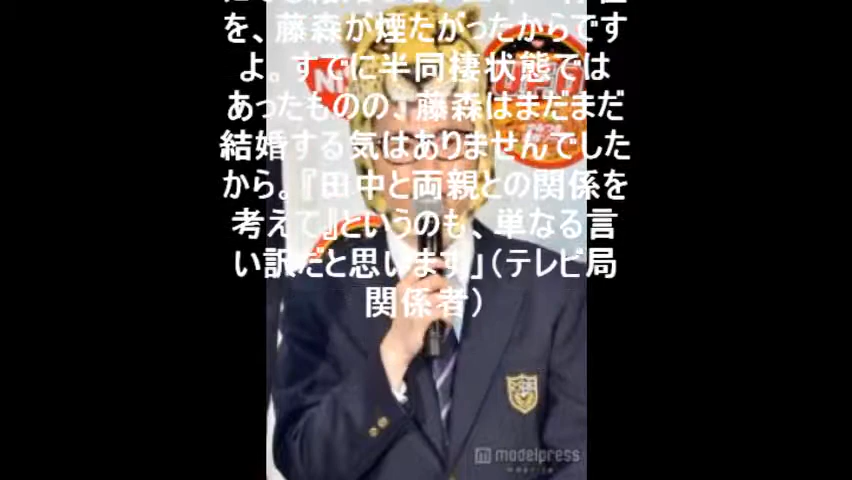 を、藤森が煙たがったからです
よ。すでに半同棲状態では
あったものの、藤森はまだまだ
結婚する気はありませんでした
から。『田中と両親との関係を
考えて』というのも、単なる言
い訳だと思います」（テレビ局
関係者）
modelpress